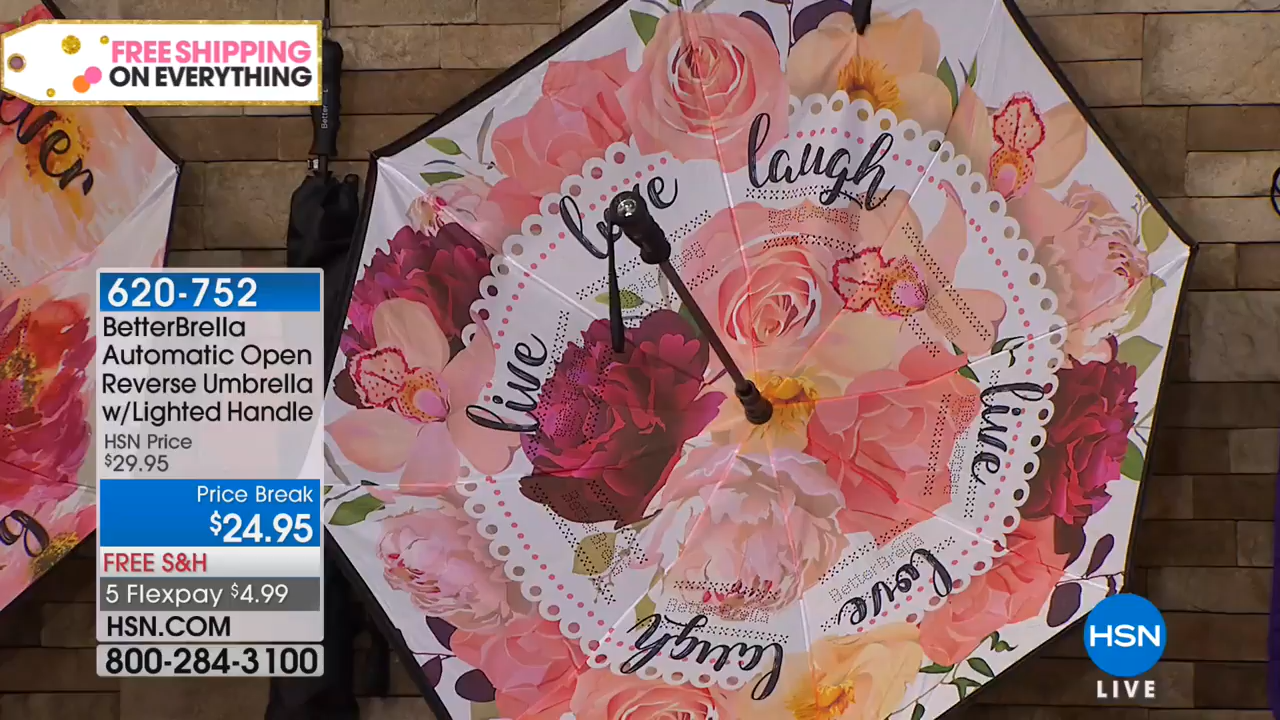 FREE SHIPPING
ON EVERYTHING
620-752
BetterBrella
Automatic Open
Reverse Umbrella
w/Lighted Handle
HSN Price
$29.95
Price Break
$24.95
FREE S&H
5 Flexpay $4.99
HSN.COM
800-284-3100
laugh
live
live
love
laugh
BetterBrella
HSN
LIVE